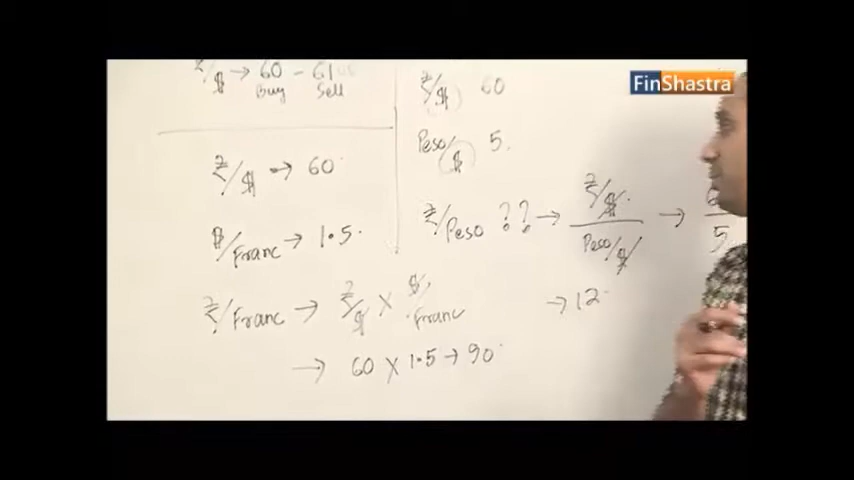 FinShastra
₹/$ → 60 - 61
Buy Sell
₹/$ → 60
$/Franc → 1.5
₹/Franc → ₹/$ × $/Franc
→ 60 × 1.5 → 90
₹/$ 60
Peso/$ 5
₹/Peso ?? → ₹/$ / Peso/$ →
5
→ 12